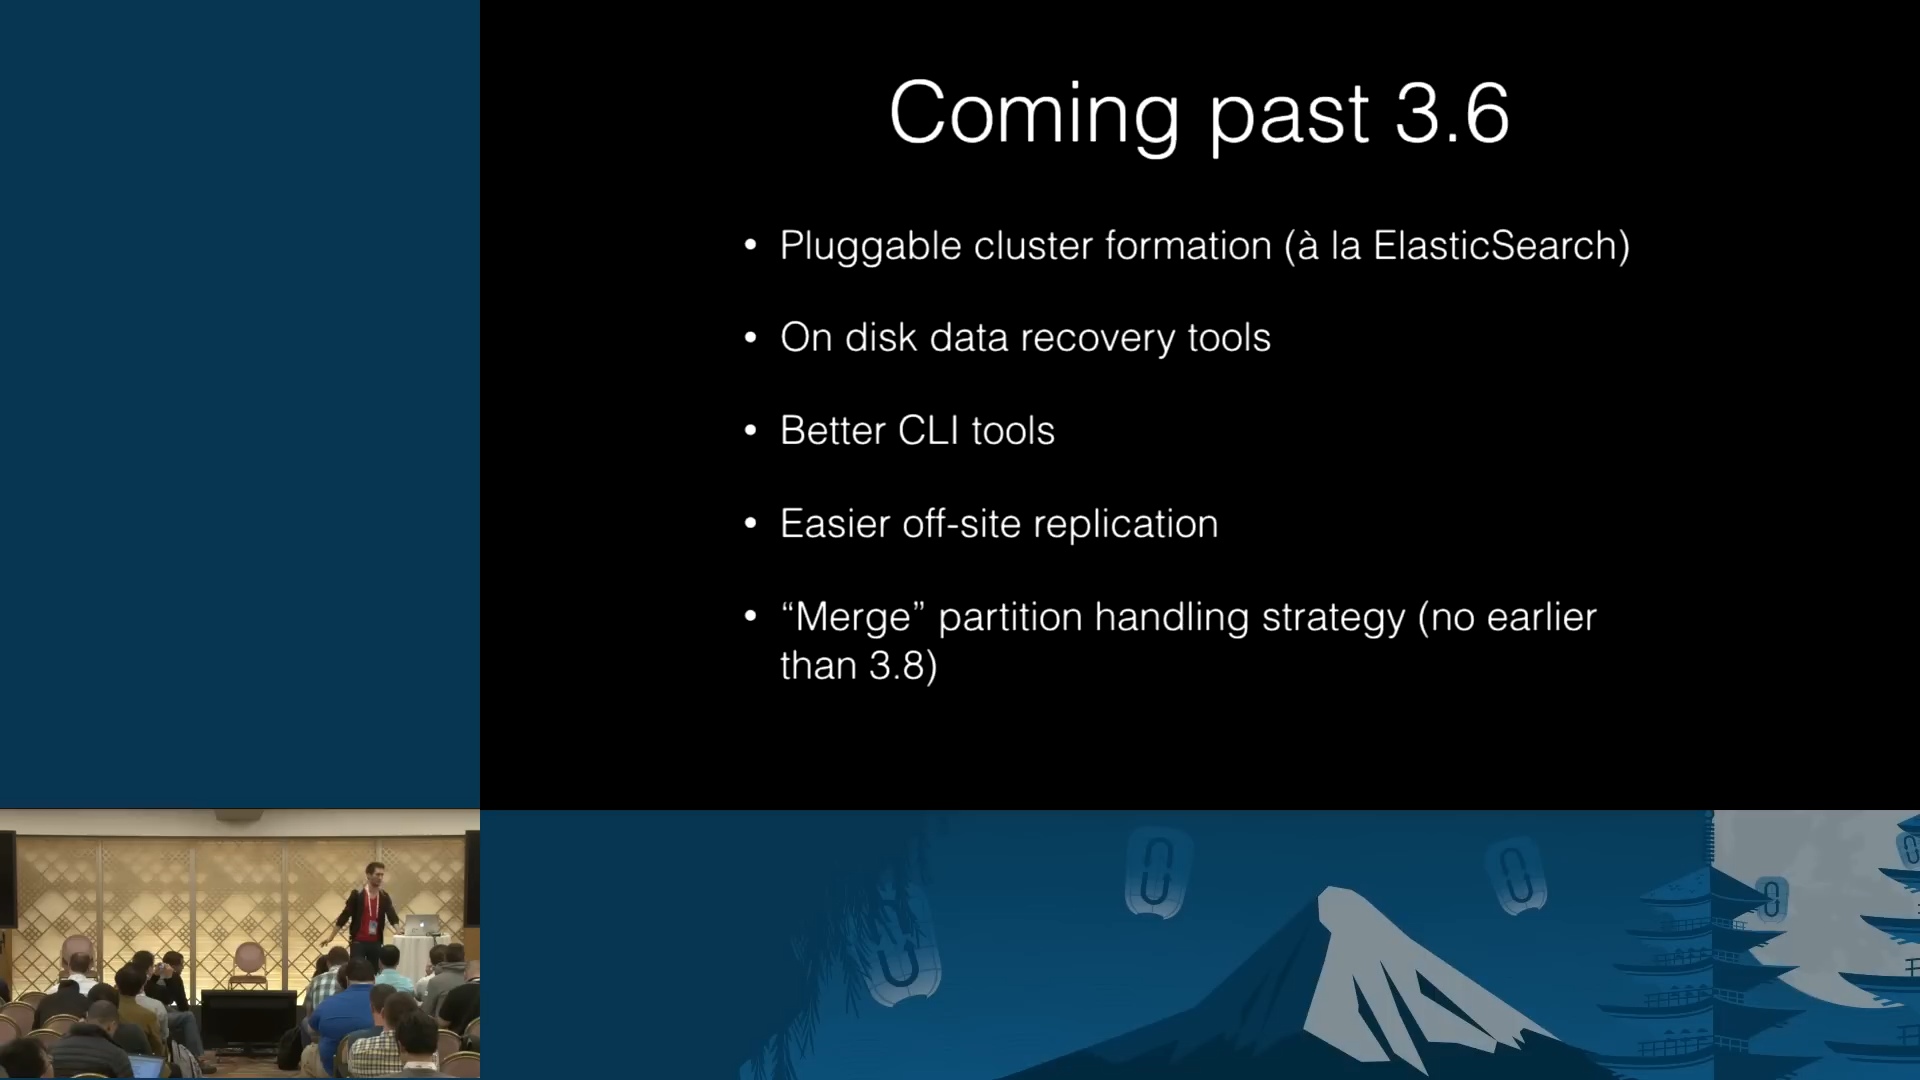 Coming past 3.6
• Pluggable cluster formation (à la ElasticSearch)
• On disk data recovery tools
• Better CLI tools
• Easier off-site replication
• “Merge” partition handling strategy (no earlier
than 3.8)